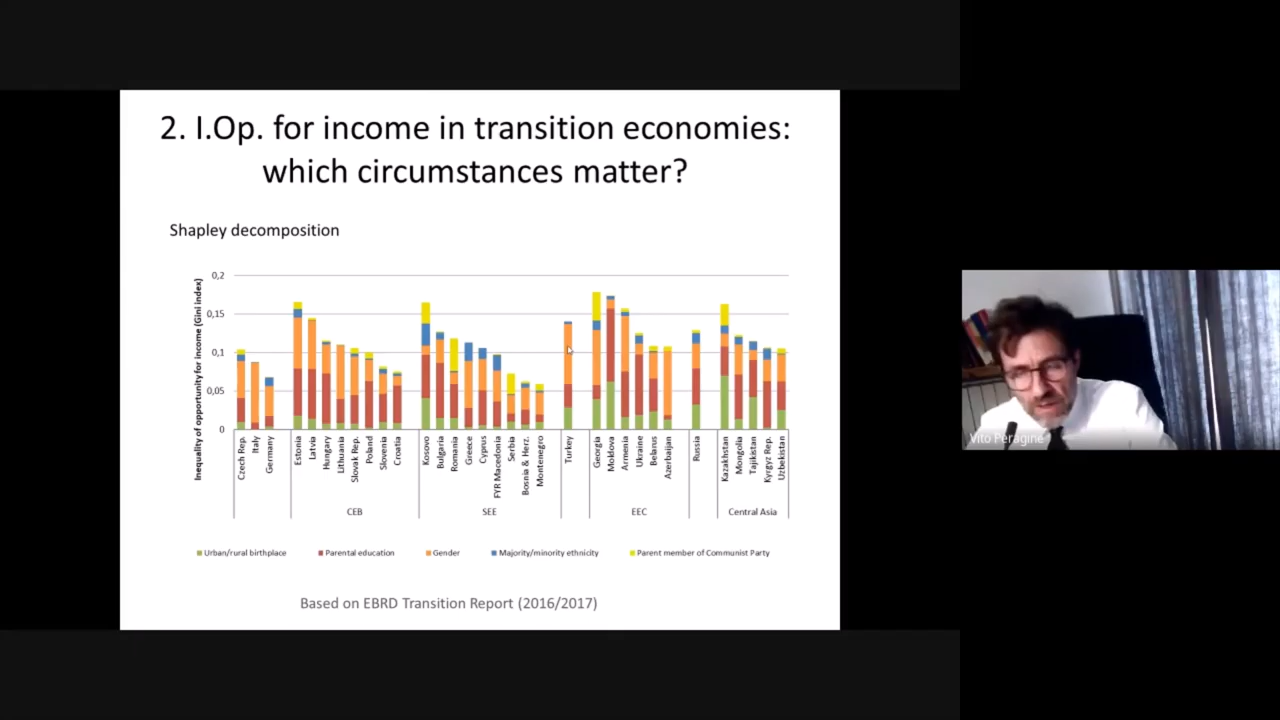 2. I.Op. for income in transition economies:
which circumstances matter?
Shapley decomposition
Inequality of opportunity for income (Gini index)
0,2
0,15
0,1
0,05
0
Czech Rep.
Italy
Germany
Estonia
Latvia
Hungary
Lithuania
Slovak Rep.
Poland
Slovenia
Croatia
Kosovo
Bulgaria
Romania
Greece
Cyprus
FYR Macedonia
Serbia
Bosnia & Herz.
Montenegro
Turkey
Georgia
Moldova
Armenia
Ukraine
Belarus
Azerbaijan
Russia
Kazakhstan
Mongolia
Tajikistan
Kyrgyz Rep.
Uzbekistan
CEB
SEE
EEC
Central Asia
Urban/rural birthplace
Parental education
Gender
Majority/minority ethnicity
Parent member of Communist Party
Based on EBRD Transition Report (2016/2017)
Vito Peragine